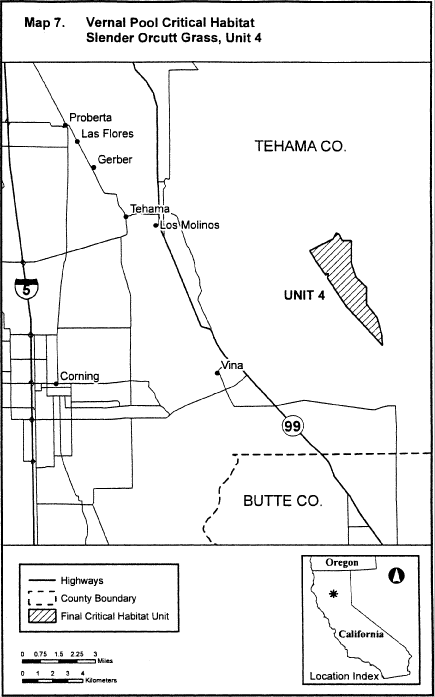 Map 7. Vernal Pool Critical Habitat
Slender Orcutt Grass, Unit 4
Proberta
Las Flores
Gerber
TEHAMA CO.
Tehama
Los Molinos
5
UNIT 4
Vina
Corning
99
BUTTE CO.
Highways
County Boundary
Final Critical Habitat Unit
0 0.75 1.5 2.25 3
Miles
0 1 2 3 4
Kilometers
Oregon
California
Location Index